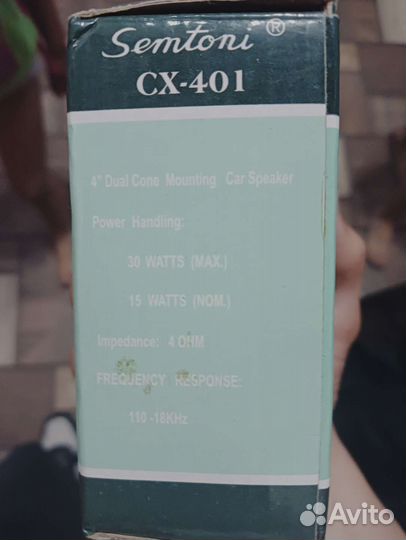 Semtoni ®
CX-401
4" Dual Cone Mounting Car Speaker
Power Handling:
30 WATTS (MAX.)
15 WATTS (NOM.)
Impedance: 4 OHM
FREQUENCY RESPONSE:
110 -18KHz
Avito